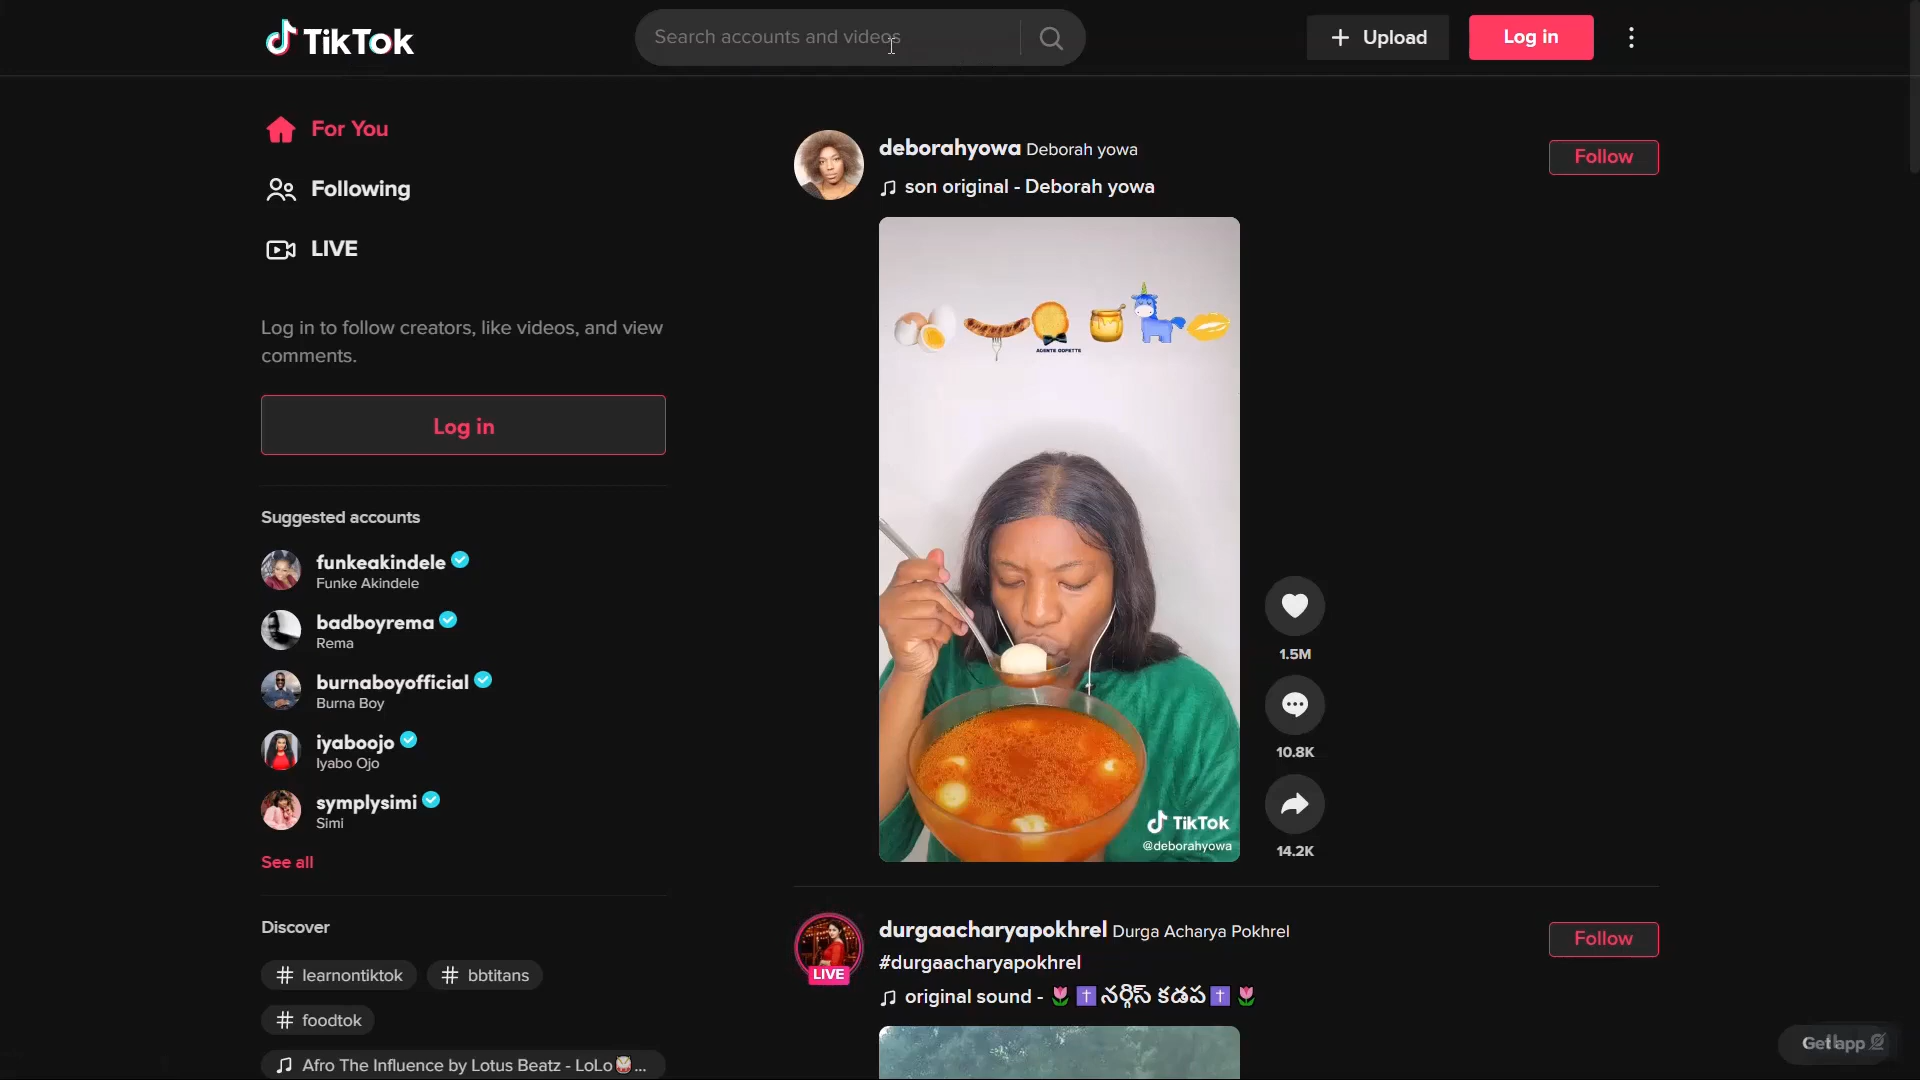 TikTok
Search accounts and videos
Upload
Log in
For You
Following
LIVE
Log in to follow creators, like videos, and view
comments.
Log in
Suggested accounts
funkeakindele
Funke Akindele
badboyrema
Rema
burnaboyofficial
Burna Boy
iyaboojo
Iyabo Ojo
symplysimi
Simi
See all
Discover
# learnontiktok
# bbtitans
# foodtok
Afro The Influence by Lotus Beatz - LoLo🥁...
deborahyowa Deborah yowa
son original - Deborah yowa
Follow
ADENTE GOPETTE
TikTok
@deborahyowa
1.5M
10.8K
14.2K
durgaacharyapokhrel Durga Acharya Pokhrel
#durgaacharyapokhrel
LIVE
original sound - 🌷✝️నర్గీస్ కడప✝️🌷
Follow
Get app